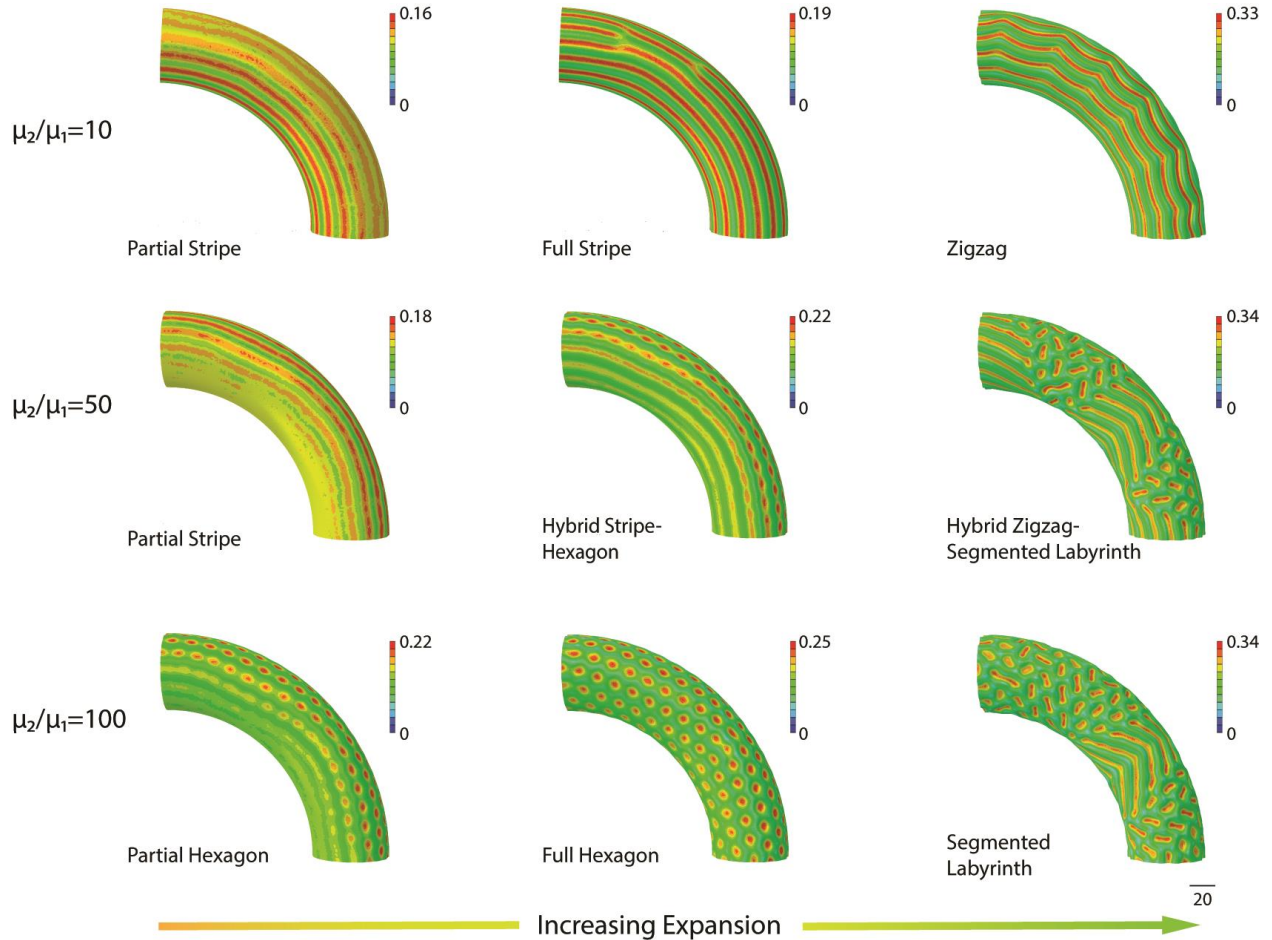 0.16
0
0.19
0
0.33
0
μ₂/μ₁=10
Partial Stripe
Full Stripe
Zigzag
0.18
0
0.22
0
0.34
0
μ₂/μ₁=50
Partial Stripe
Hybrid Stripe-
Hexagon
Hybrid Zigzag-
Segmented Labyrinth
0.22
0
0.25
0
0.34
0
μ₂/μ₁=100
Partial Hexagon
Full Hexagon
Segmented
Labyrinth
20
Increasing Expansion